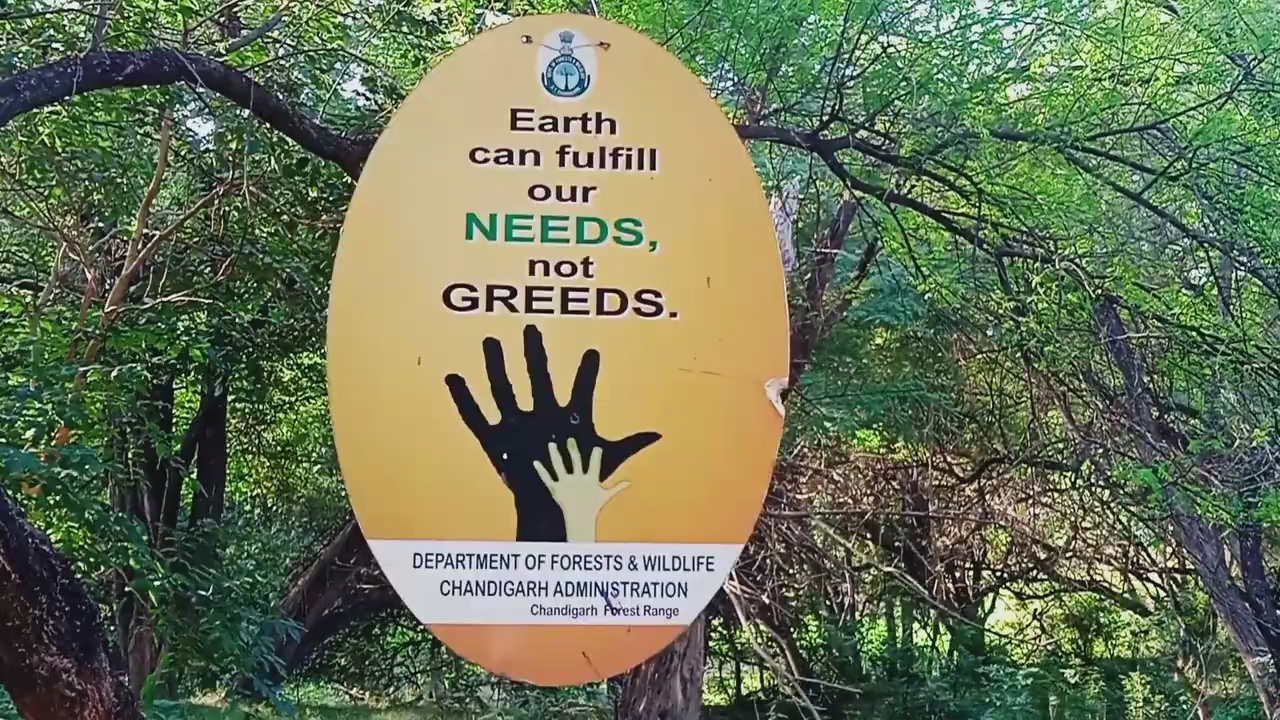 Earth
can fulfill
our
NEEDS,
not
GREEDS.
DEPARTMENT OF FORESTS & WILDLIFE
CHANDIGARH ADMINISTRATION
Chandigarh Forest Range